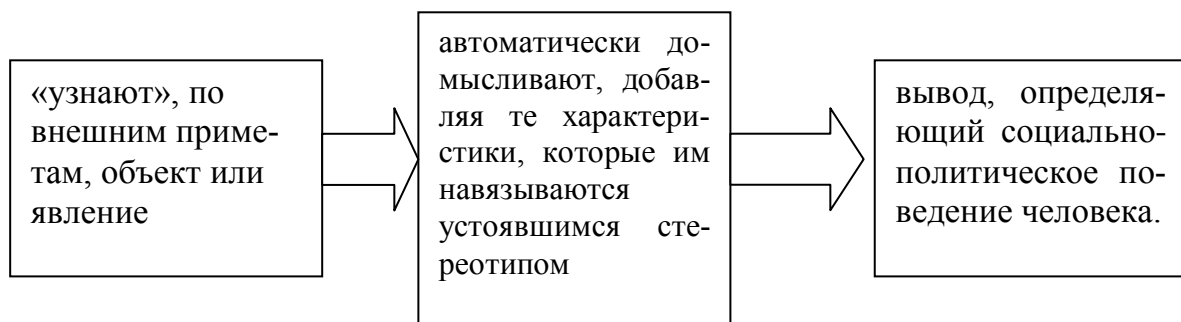 «узнают», по
внешним приме-
там, объект или
явление
автоматически до-
мысливают, добав-
ляя те характери-
стики, которые им
навязываются
устоявшимся сте-
реотипом
вывод, определя-
ющий социально-
политическое по-
ведение человека.